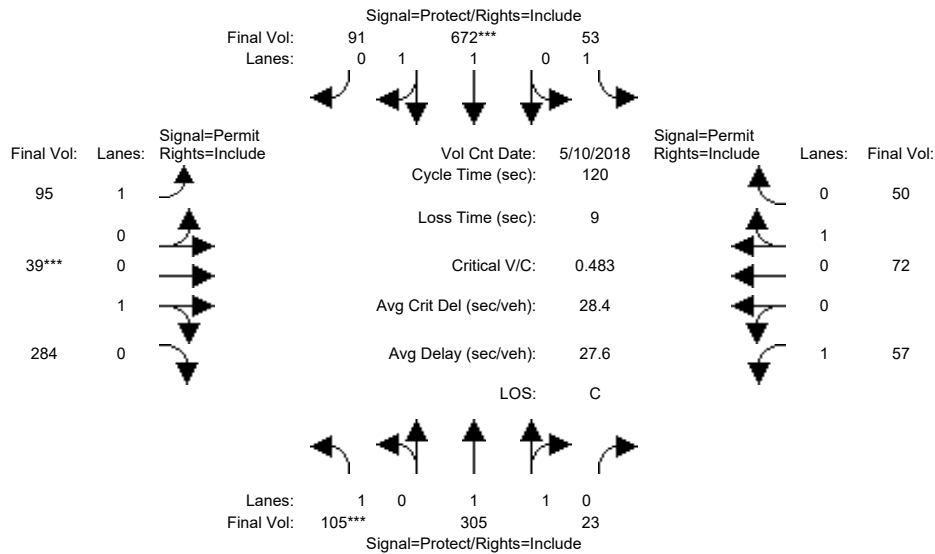 Signal=Protect/Rights=Include
Final Vol: 91 672*** 53
Lanes: 0 1 1 0 1
Signal=Permit Signal=Permit
Final Vol: Lanes: Rights=Include Vol Cnt Date: 5/10/2018 Rights=Include Lanes: Final Vol:
Cycle Time (sec): 120
95 1 0 50
Loss Time (sec): 9
0 1
39*** 0 Critical V/C: 0.483 0 72
1 Avg Crit Del (sec/veh): 28.4 0
284 0 Avg Delay (sec/veh): 27.6 1 57
LOS: C
Lanes: 1 0 1 1 0
Final Vol: 105*** 305 23
Signal=Protect/Rights=Include